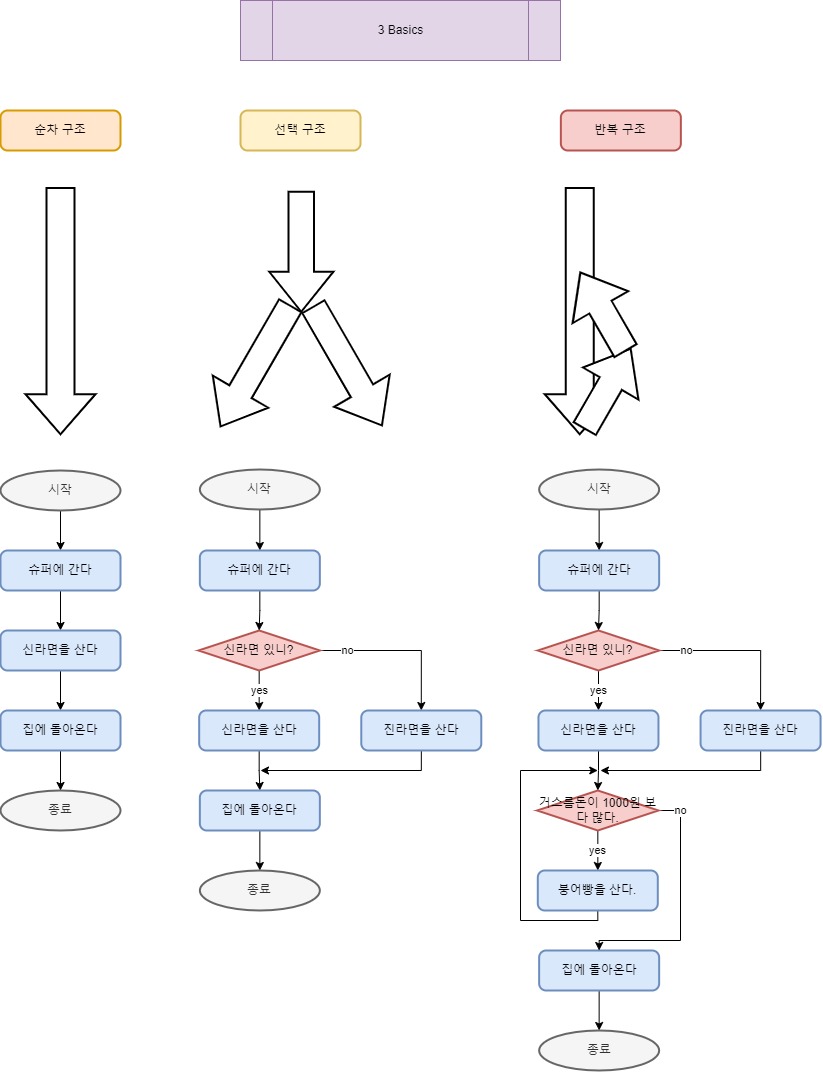 3 Basics
순차 구조
선택 구조
반복 구조
시작
슈퍼에 간다
신라면을 산다
집에 돌아온다
종료
시작
슈퍼에 간다
신라면 있니?
no
yes
신라면을 산다
진라면을 산다
집에 돌아온다
종료
시작
슈퍼에 간다
신라면 있니?
no
yes
신라면을 산다
진라면을 산다
거스름돈이 1000원 보
다 많다.
no
yes
붕어빵을 산다.
집에 돌아온다
종료